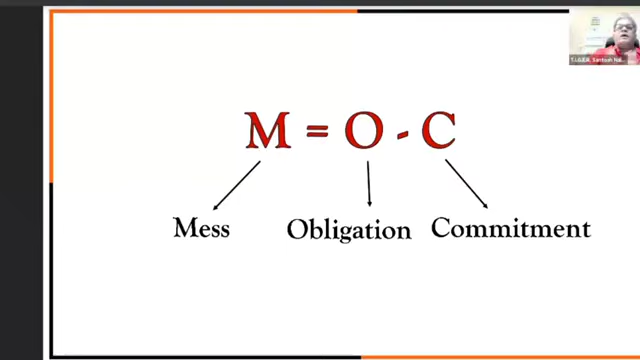 M = O - C
Mess Obligation Commitment